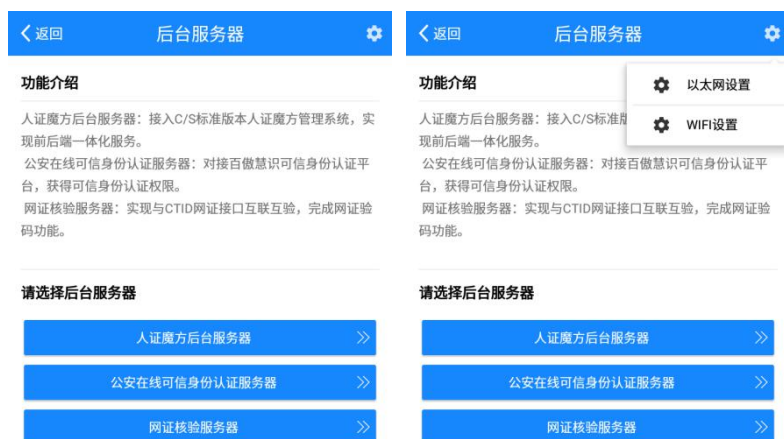 返回
后台服务器
功能介绍
人证魔方后台服务器：接入C/S标准版本人证魔方管理系统，实
现前后端一体化服务。
公安在线可信身份认证服务器：对接百傲慧识可信身份认证平
台，获得可信身份认证权限。
网证核验服务器：实现与CTID网证接口互联互验，完成网证验
码功能。
请选择后台服务器
人证魔方后台服务器
公安在线可信身份认证服务器
网证核验服务器
返回
后台服务器
以太网设置
WIFI设置
功能介绍
人证魔方后台服务器：接入C/S标准版
现前后端一体化服务。
公安在线可信身份认证服务器：对接百傲慧识可信身份认证平
台，获得可信身份认证权限。
网证核验服务器：实现与CTID网证接口互联互验，完成网证验
码功能。
请选择后台服务器
人证魔方后台服务器
公安在线可信身份认证服务器
网证核验服务器